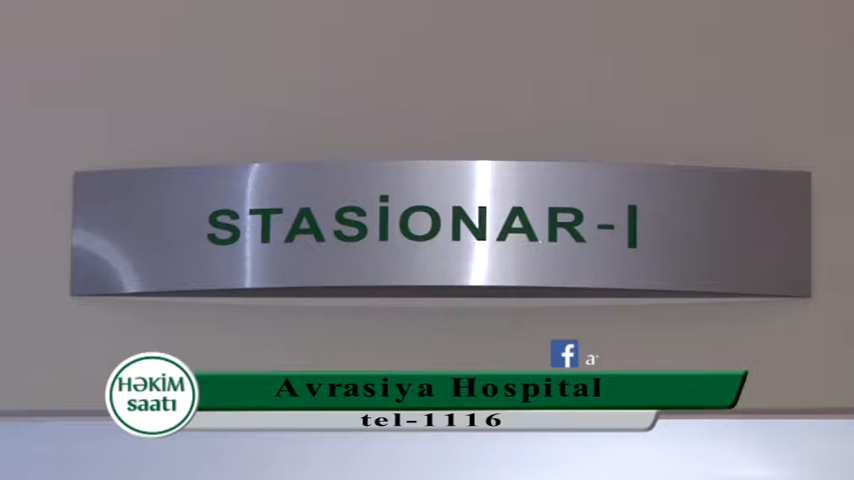 STASİONAR-I
a
HƏKİM
saatı
Avrasiya Hospital
tel-1116